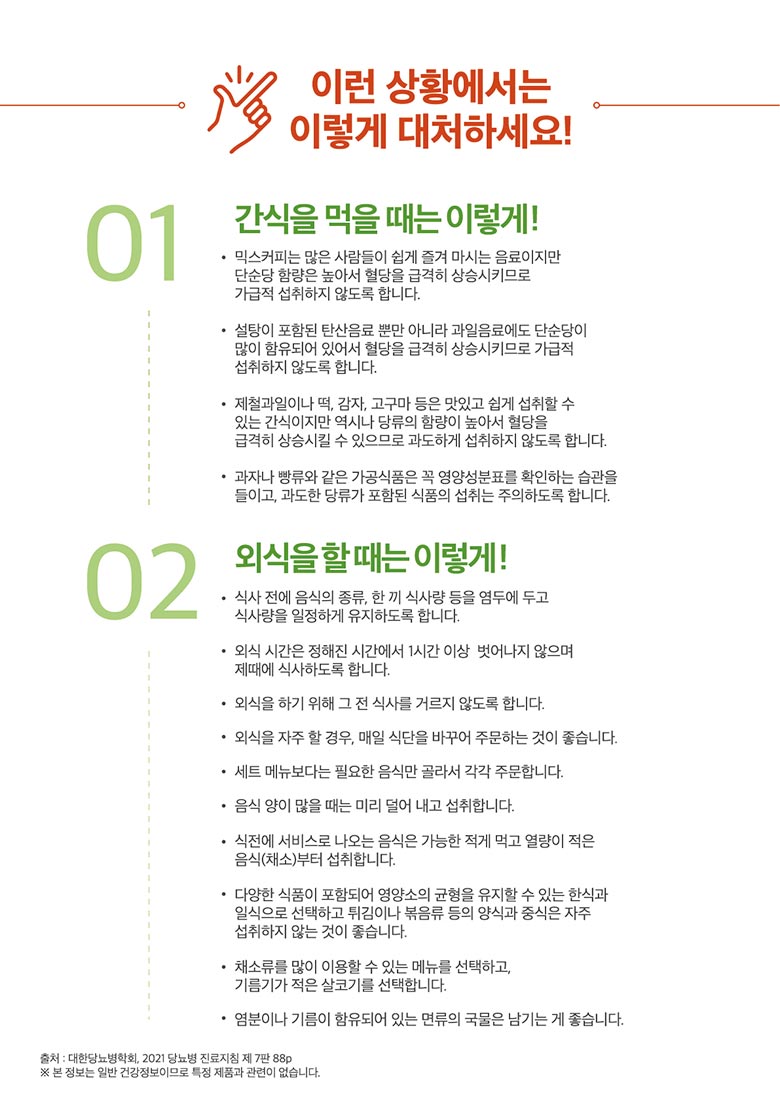 이런 상황에서는
이렇게 대처하세요!
01
간식을 먹을 때는 이렇게!
• 믹스커피는 많은 사람들이 쉽게 즐겨 마시는 음료이지만
단순당 함량은 높아서 혈당을 급격히 상승시키므로
가급적 섭취하지 않도록 합니다.
• 설탕이 포함된 탄산음료 뿐만 아니라 과일음료에도 단순당이
많이 함유되어 있어서 혈당을 급격히 상승시키므로 가급적
섭취하지 않도록 합니다.
• 제철과일이나 떡, 감자, 고구마 등은 맛있고 쉽게 섭취할 수
있는 간식이지만 역시나 당류의 함량이 높아서 혈당을
급격히 상승시킬 수 있으므로 과도하게 섭취하지 않도록 합니다.
• 과자나 빵류와 같은 가공식품은 꼭 영양성분표를 확인하는 습관을
들이고, 과도한 당류가 포함된 식품의 섭취는 주의하도록 합니다.
02
외식을 할 때는 이렇게!
• 식사 전에 음식의 종류, 한 끼 식사량 등을 염두에 두고
식사량을 일정하게 유지하도록 합니다.
• 외식 시간은 정해진 시간에서 1시간 이상 벗어나지 않으며
제때에 식사하도록 합니다.
• 외식을 하기 위해 그 전 식사를 거르지 않도록 합니다.
• 외식을 자주 할 경우, 매일 식단을 바꾸어 주문하는 것이 좋습니다.
• 세트 메뉴보다는 필요한 음식만 골라서 각각 주문합니다.
• 음식 양이 많을 때는 미리 덜어 내고 섭취합니다.
• 식전에 서비스로 나오는 음식은 가능한 적게 먹고 열량이 적은
음식(채소)부터 섭취합니다.
• 다양한 식품이 포함되어 영양소의 균형을 유지할 수 있는 한식과
일식으로 선택하고 튀김이나 볶음류 등의 양식과 중식은 자주
섭취하지 않는 것이 좋습니다.
• 채소류를 많이 이용할 수 있는 메뉴를 선택하고,
기름기가 적은 살코기를 선택합니다.
• 염분이나 기름이 함유되어 있는 면류의 국물은 남기는 게 좋습니다.
출처 : 대한당뇨병학회, 2021 당뇨병 진료지침 제 7판 88p
※ 본 정보는 일반 건강정보이므로 특정 제품과 관련이 없습니다.